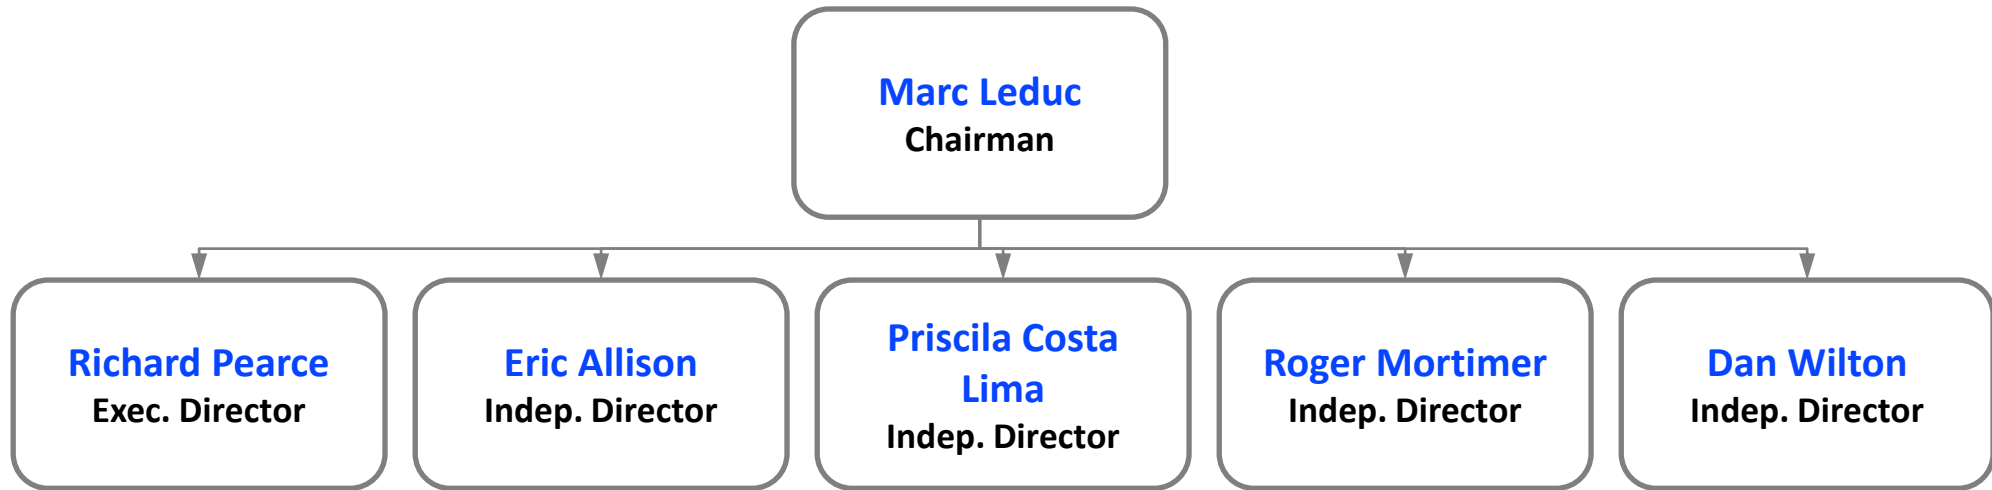 Marc Leduc
Chairman
Richard Pearce
Exec. Director
Eric Allison
Indep. Director
Priscila Costa
Lima
Indep. Director
Roger Mortimer
Indep. Director
Dan Wilton
Indep. Director